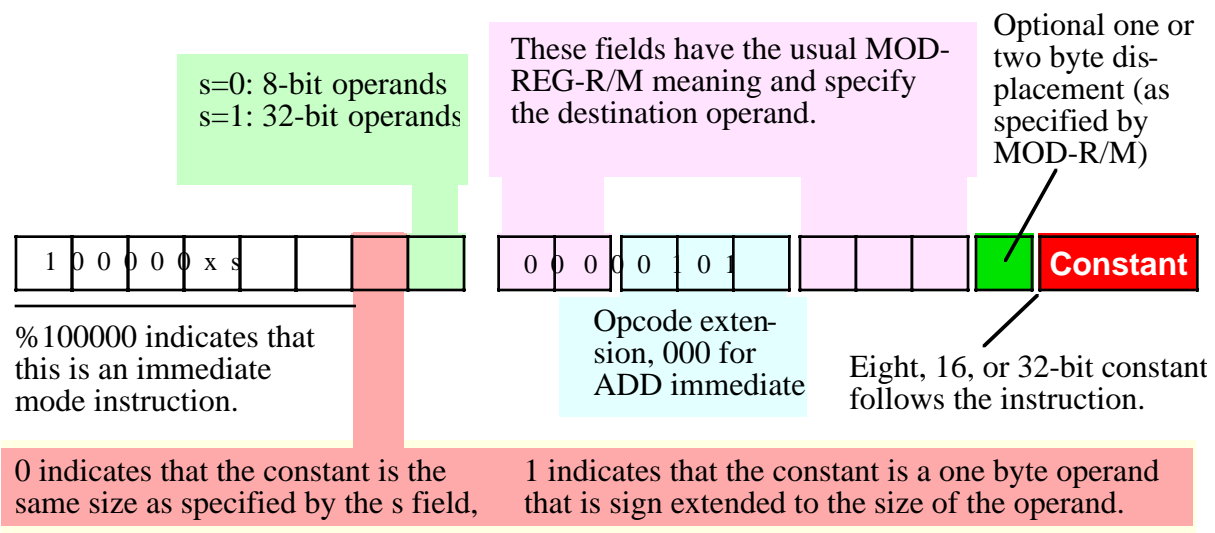 s=0: 8-bit operands
s=1: 32-bit operands
These fields have the usual MOD-
REG-R/M meaning and specify
the destination operand.
Optional one or
two byte dis-
placement (as
specified by
MOD-R/M)
1 0 0 0 0 0 x s
0 0 0 0 0 1 0 1
Constant
%100000 indicates that
this is an immediate
mode instruction.
Opcode exten-
sion, 000 for
ADD immediate
Eight, 16, or 32-bit constant
follows the instruction.
0 indicates that the constant is the
same size as specified by the s field,
1 indicates that the constant is a one byte operand
that is sign extended to the size of the operand.